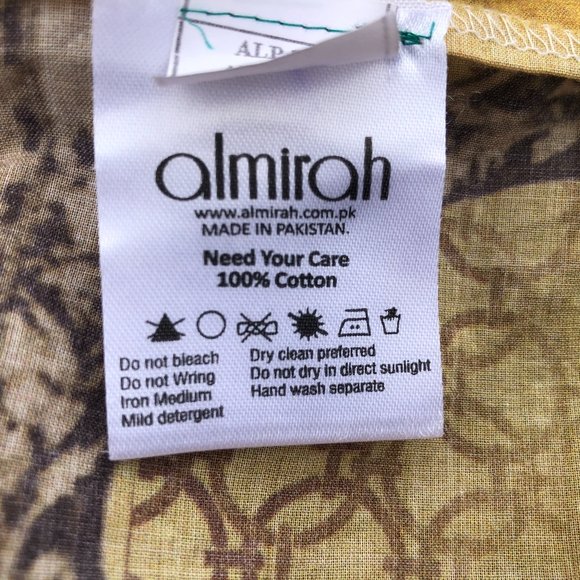 ALP
almirah
www.almirah.com.pk
MADE IN PAKISTAN.
Need Your Care
100% Cotton
Do not bleach
Do not Wring
Iron Medium
Mild detergent
Dry clean preferred
Do not dry in direct sunlight
Hand wash separate